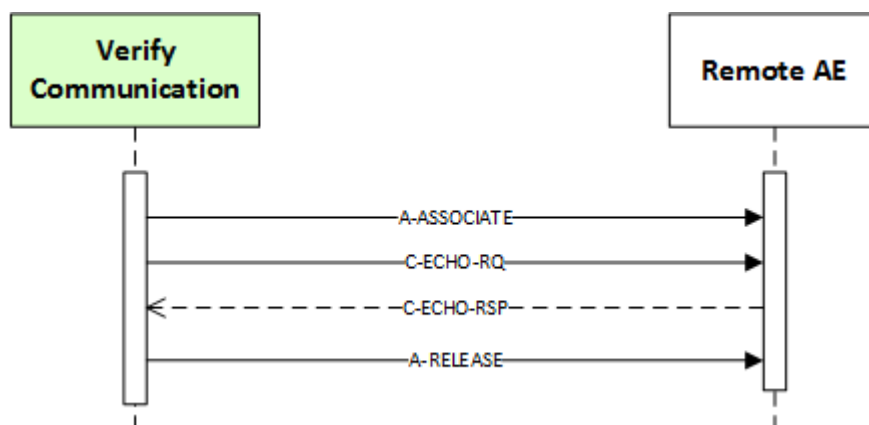 Verify
Communication
Remote AE
A-ASSOCIATE
C-ECHO-RQ
C-ECHO-RSP
A-RELEASE